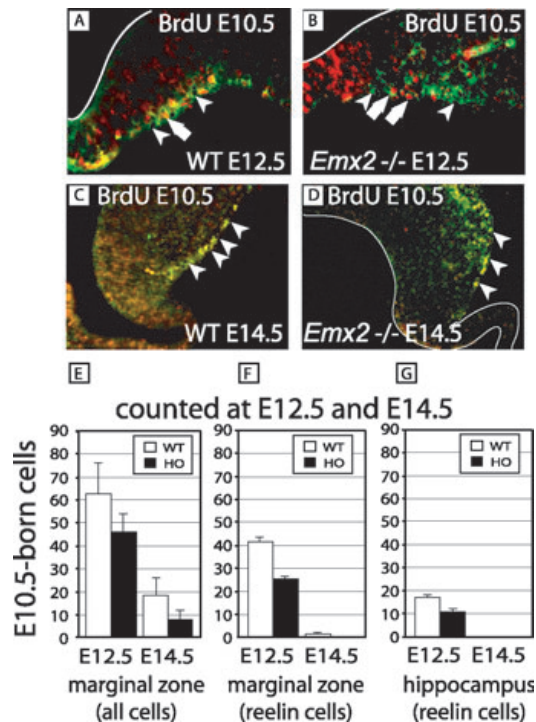 A BrdU E10.5
WT E12.5
B BrdU E10.5
Emx2 -/- E12.5
C BrdU E10.5
WT E14.5
D BrdU E10.5
Emx2 -/- E14.5
E F G
counted at E12.5 and E14.5
E10.5-born cells
90
80
70
60
50
40
30
20
10
0
WT
HO
E12.5 E14.5
marginal zone
(all cells)
90
80
70
60
50
40
30
20
10
0
WT
HO
E12.5 E14.5
marginal zone
(reelin cells)
90
80
70
60
50
40
30
20
10
0
WT
HO
E12.5 E14.5
hippocampus
(reelin cells)